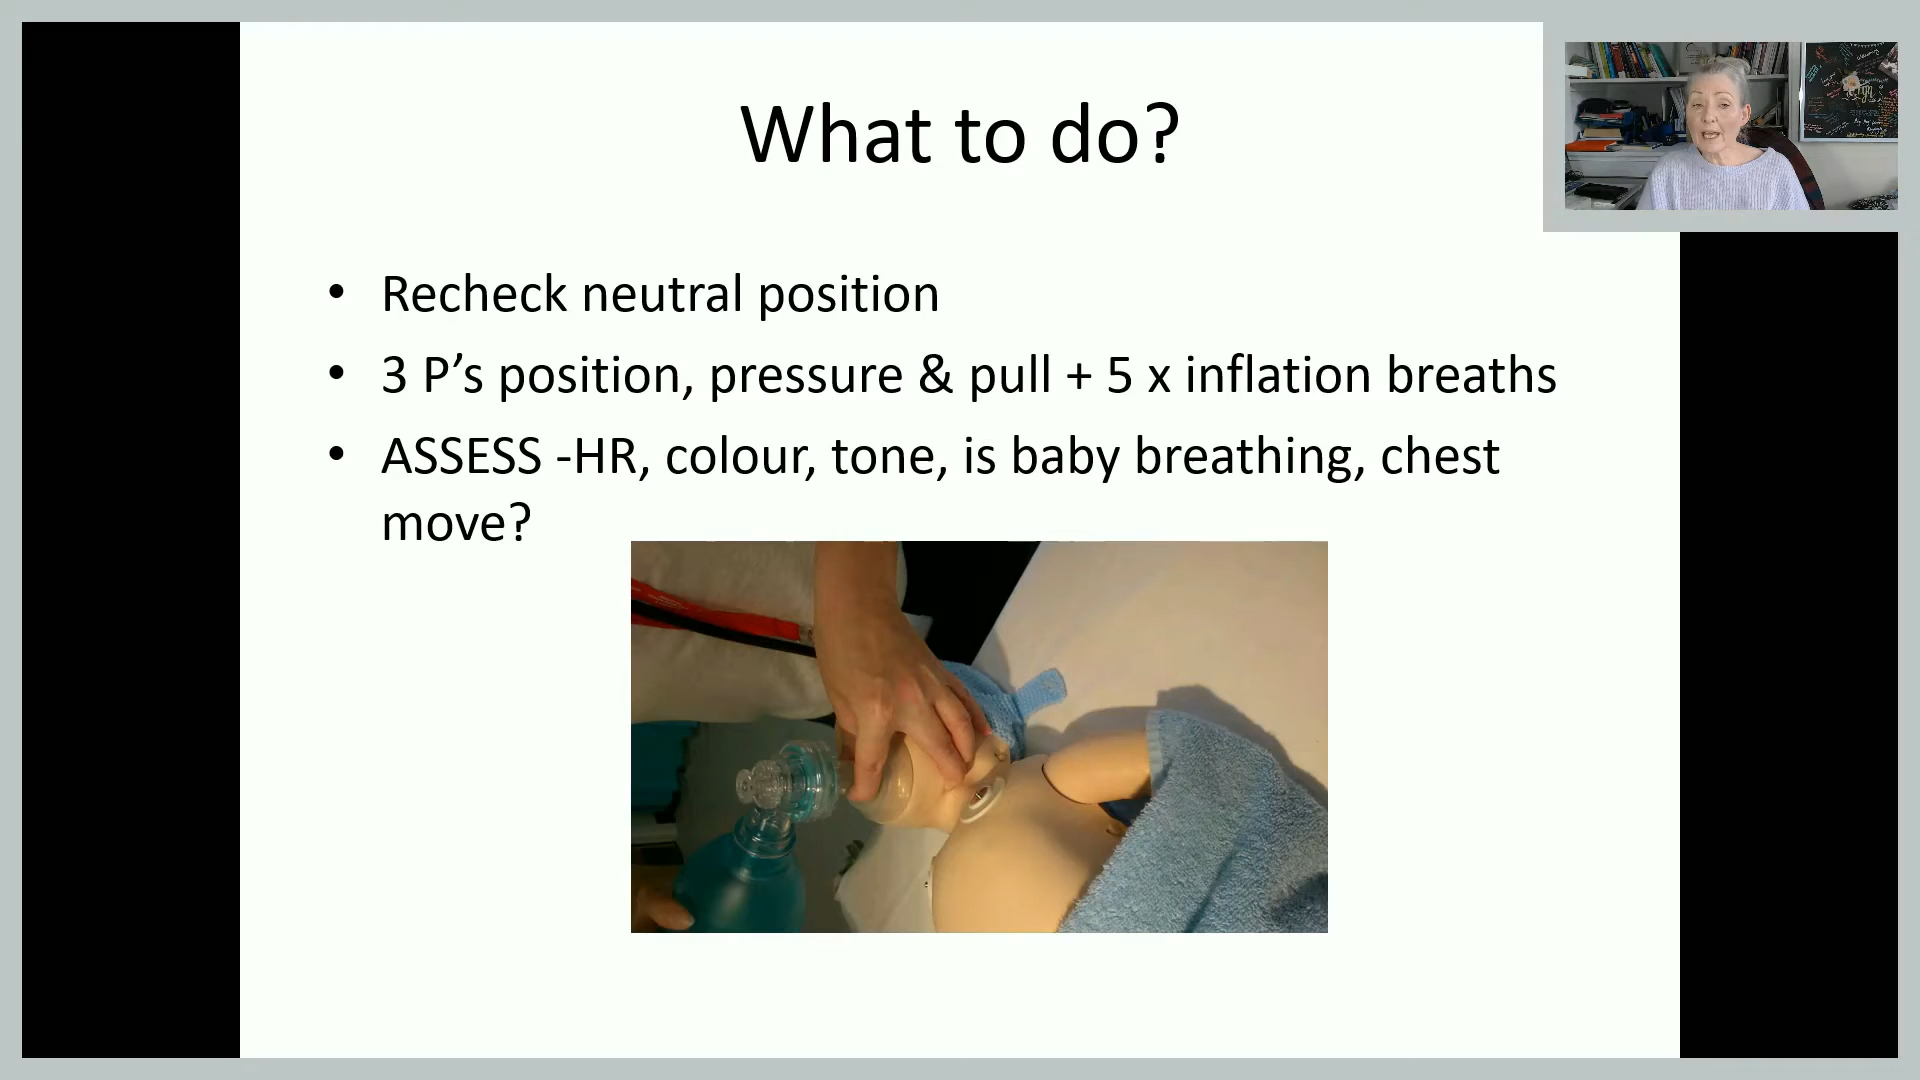 What to do?
• Recheck neutral position
• 3 P’s position, pressure & pull + 5 x inflation breaths
• ASSESS -HR, colour, tone, is baby breathing, chest
move?